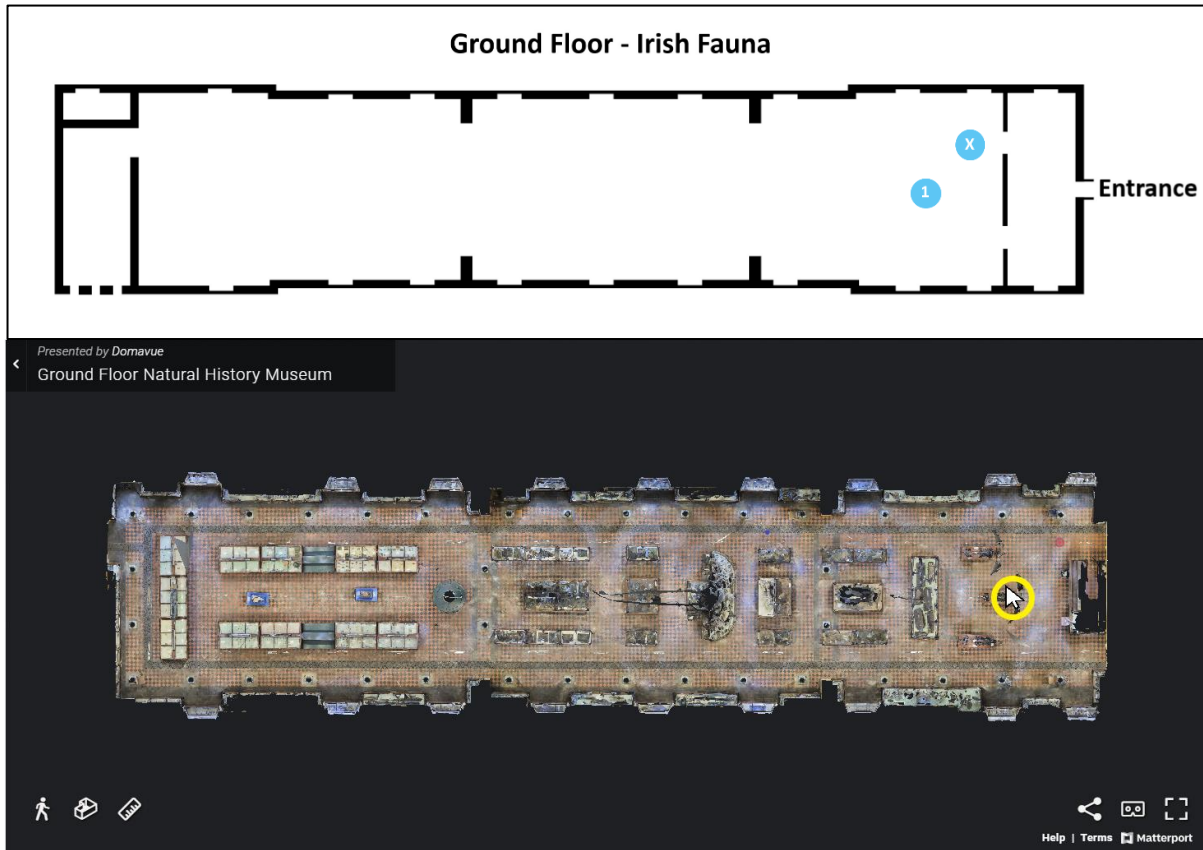 Ground Floor - Irish Fauna
X
1
Entrance
Presented by Domavue
Ground Floor Natural History Museum
Help | Terms Matterport